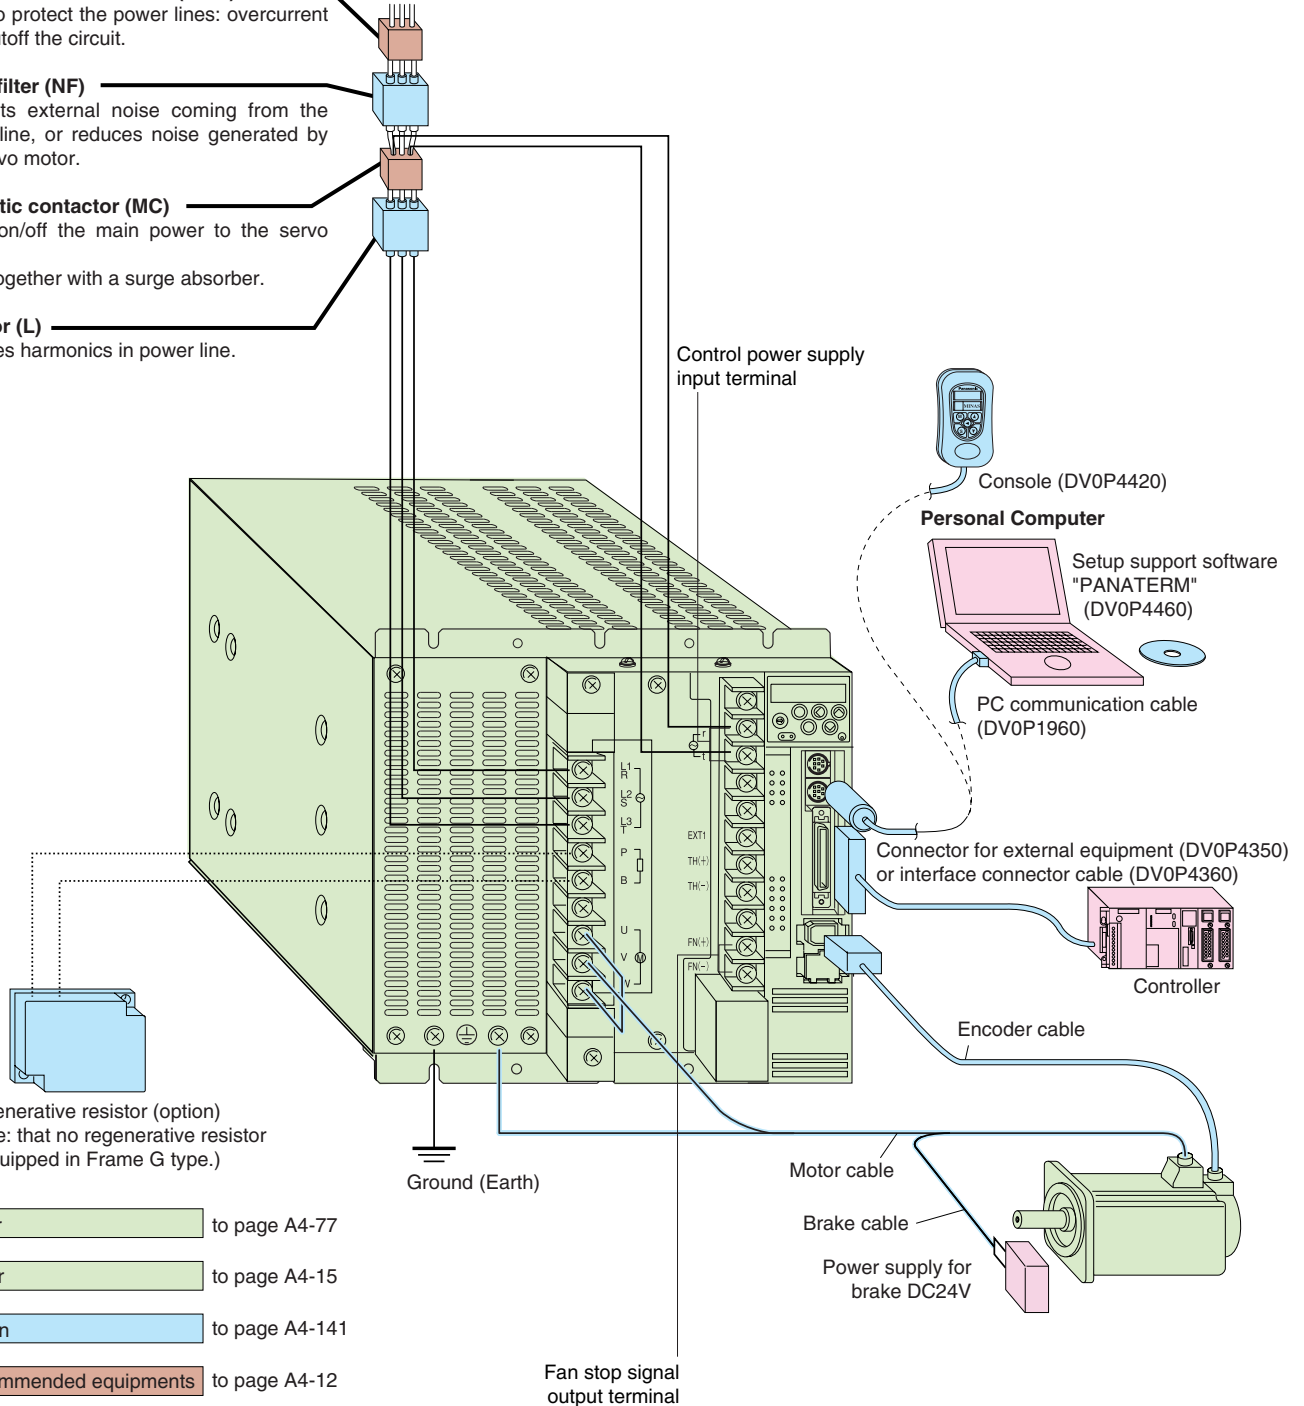 to protect the power lines: overcurrent
cutoff the circuit.
filter (NF)
ts external noise coming from the
line, or reduces noise generated by
vo motor.
tic contactor (MC)
on/off the main power to the servo
ogether with a surge absorber.
or (L)
es harmonics in power line.
Control power supply
input terminal
Console (DV0P4420)
Personal Computer
Setup support software
"PANATERM"
(DV0P4460)
PC communication cable
(DV0P1960)
Panasonic
MINAS
r
t
L1
R
L2
S
L3
T
P
B
U
V
M
W
EXT1
TH(+)
TH(-)
FN(+)
FN(-)
Connector for external equipment (DV0P4350)
or interface connector cable (DV0P4360)
Controller
Encoder cable
enerative resistor (option)
e: that no regenerative resistor
quipped in Frame G type.)
Ground (Earth)
Motor cable
Brake cable
Power supply for
brake DC24V
r to page A4-77
r to page A4-15
n to page A4-141
mmended equipments to page A4-12
Fan stop signal
output terminal